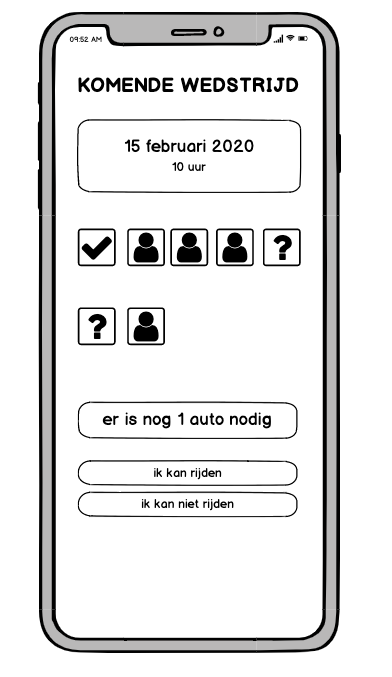 09:52 AM
KOMENDE WEDSTRIJD
15 februari 2020
10 uur
?
?
er is nog 1 auto nodig
ik kan rijden
ik kan niet rijden